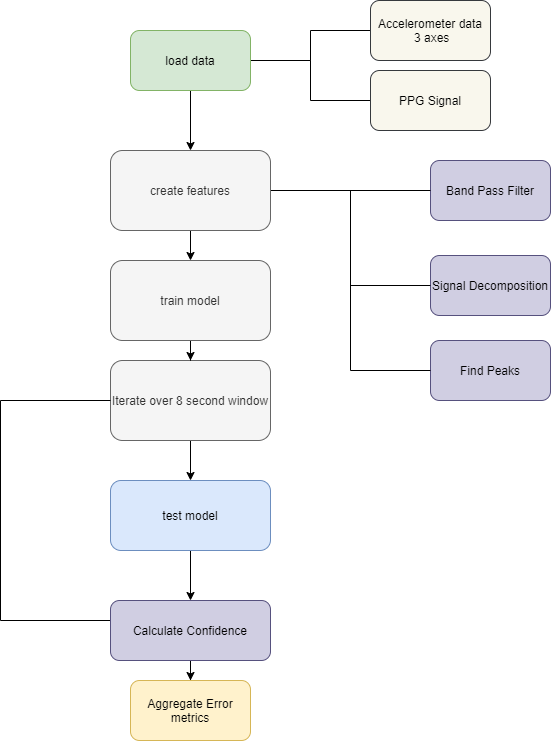 Accelerometer data
3 axes
load data
PPG Signal
create features
Band Pass Filter
Signal Decomposition
train model
Find Peaks
Iterate over 8 second window
test model
Calculate Confidence
Aggregate Error
metrics